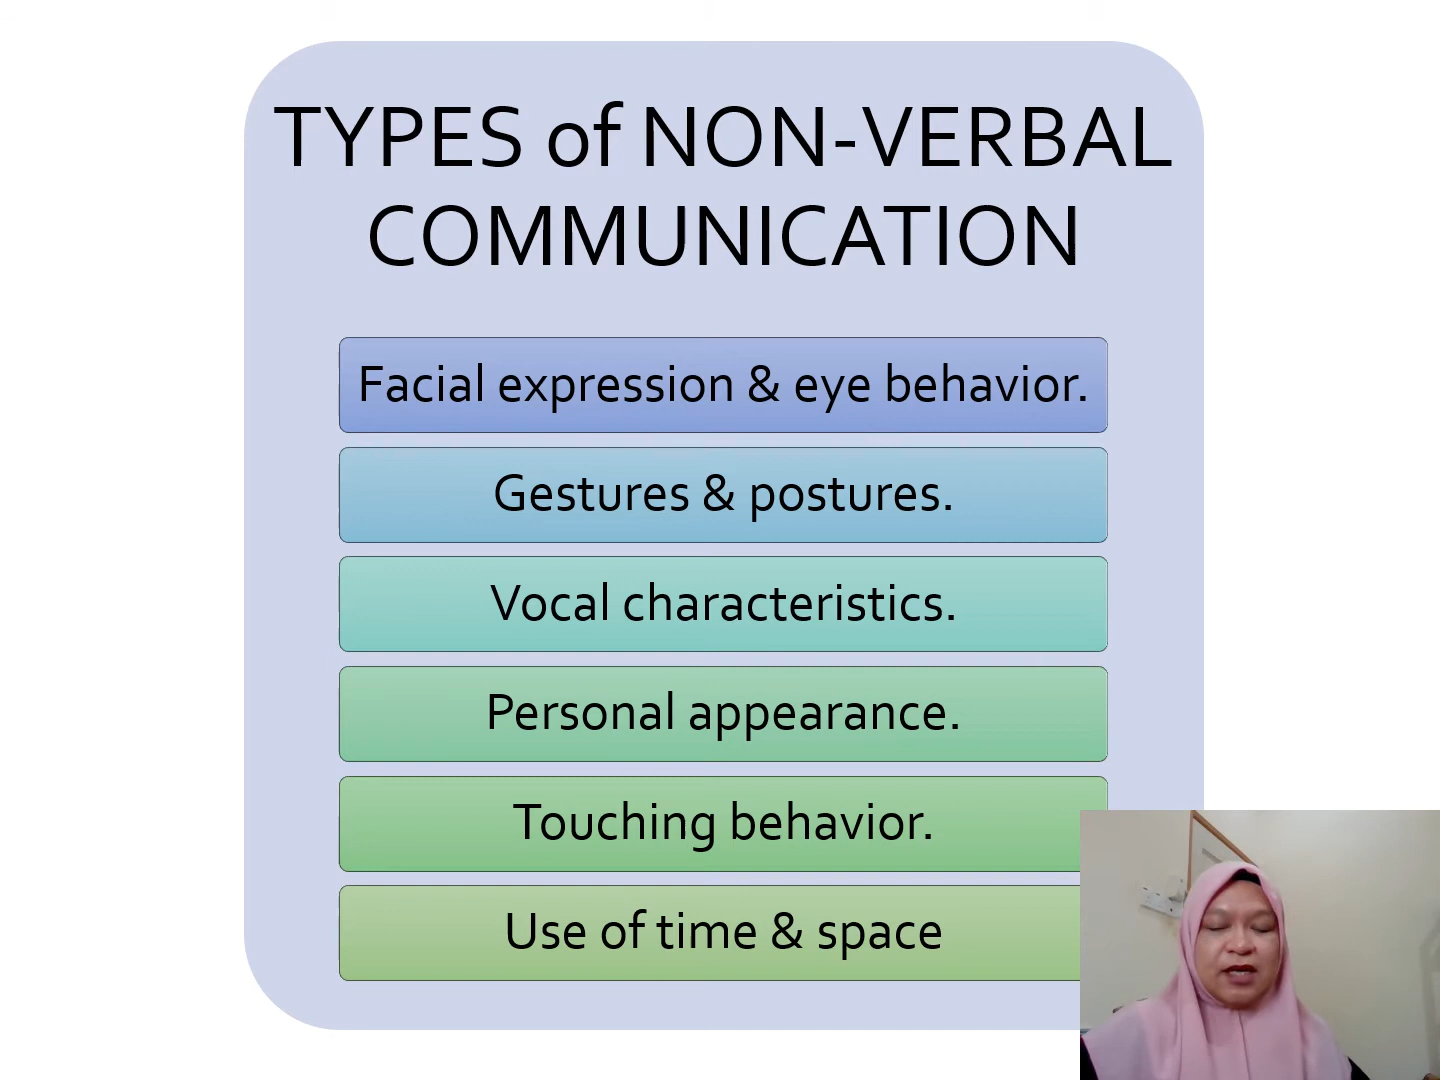 TYPES of NON-VERBAL
COMMUNICATION
Facial expression & eye behavior.
Gestures & postures.
Vocal characteristics.
Personal appearance.
Touching behavior.
Use of time & space